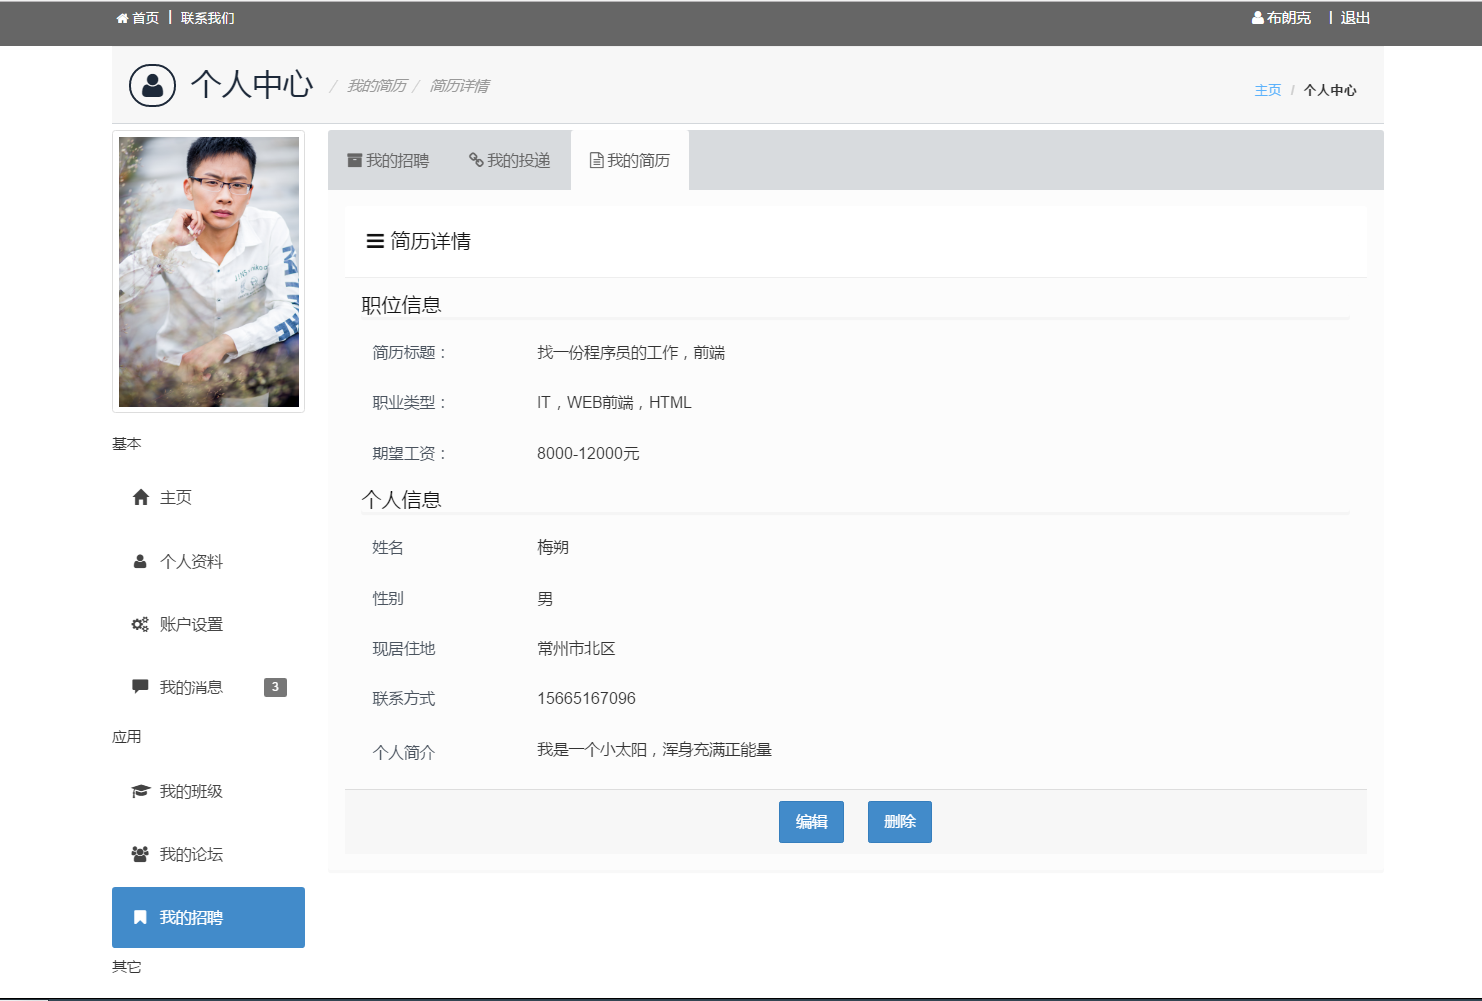 首页 | 联系我们
布朗克 | 退出
个人中心 / 我的简历 / 简历详情
主页 / 个人中心
我的招聘 我的投递 我的简历
简历详情
职位信息
简历标题： 找一份程序员的工作，前端
职业类型： IT，WEB前端，HTML
期望工资： 8000-12000元
个人信息
姓名 梅朔
性别 男
现居住地 常州市北区
联系方式 15665167096
个人简介 我是一个小太阳，浑身充满正能量
编辑 删除
基本
主页
个人资料
账户设置
我的消息 3
应用
我的班级
我的论坛
我的招聘
其它